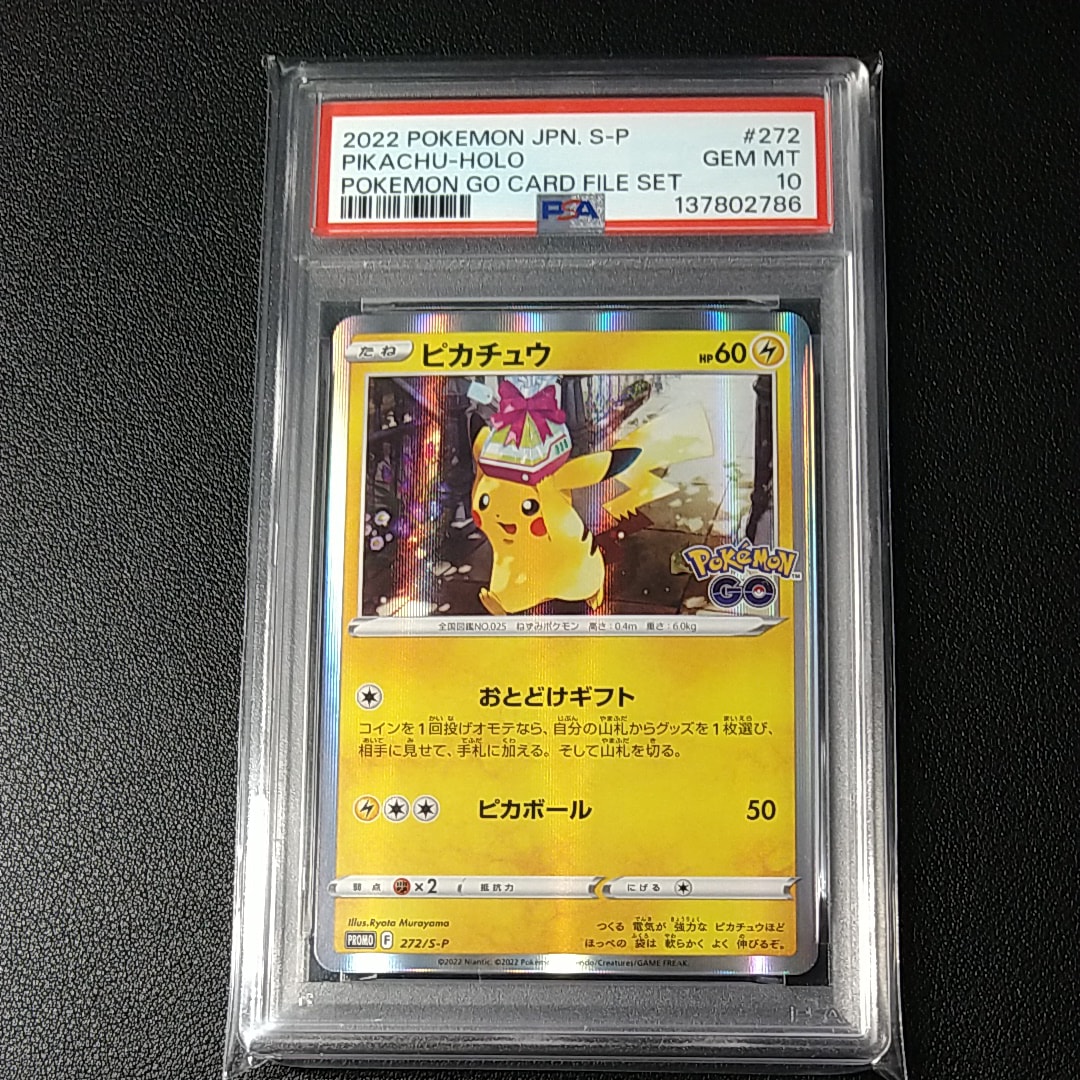 2022 POKEMON JPN. S-P #272
PIKACHU-HOLO GEM MT
POKEMON GO CARD FILE SET 10
PSA 137802786
たね ピカチュウ HP60
POKÉMON™
GO
全国図鑑NO.025 ねずみポケモン 高さ:0.4m 重さ:6.0kg
おとどけギフト
コインを1回投げオモテなら、自分の山札からグッズを1枚選び、
相手に見せて、手札に加える。そして山札を切る。
ピカボール 50
弱点 ×2 抵抗力 にげる
Illus.Ryota Murayama
つくる 電気が 強力な ピカチュウほど
PROMO F 272/S-P
ほっぺの 袋は 軟らかく よく 伸びるぞ。
©2022 Niantic. ©2022 /Creatures/GAME FREAK.